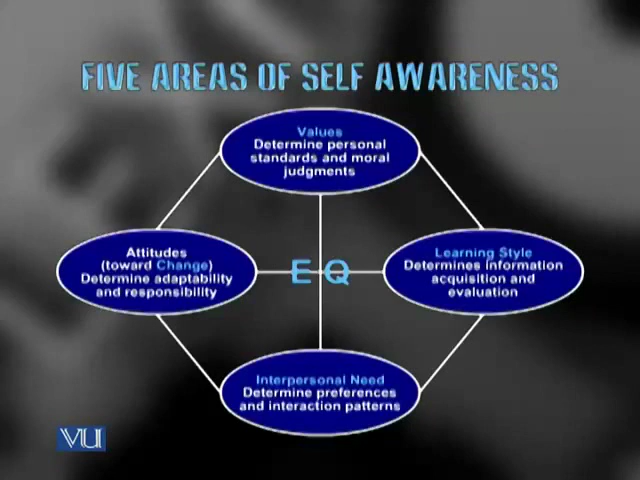 FIVE AREAS OF SELF AWARENESS
Values
Determine personal
standards and moral
judgments
Attitudes
(toward Change)
Determine adaptability
and responsibility
E Q
Learning Style
Determines information
acquisition and
evaluation
Interpersonal Need
Determine preferences
and interaction patterns
VU